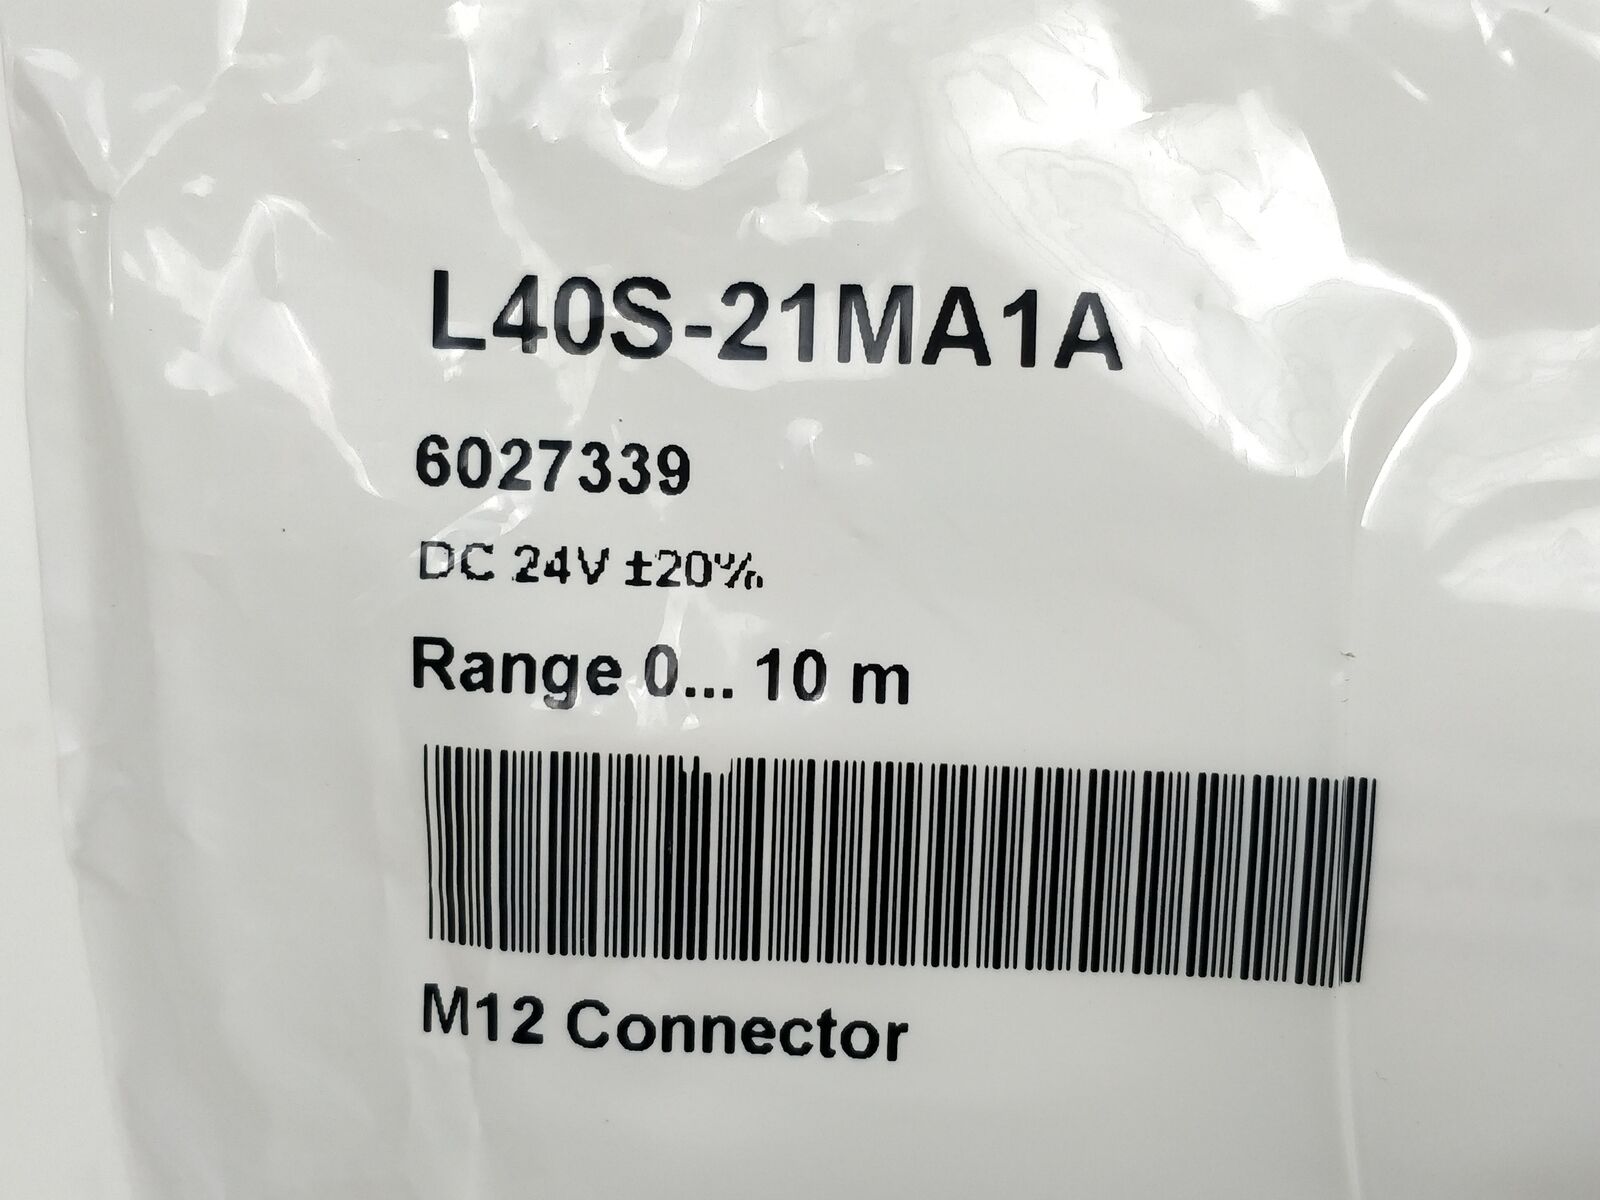 L40S-21MA1A
6027339
DC 24V ±20%
Range 0... 10 m
M12 Connector